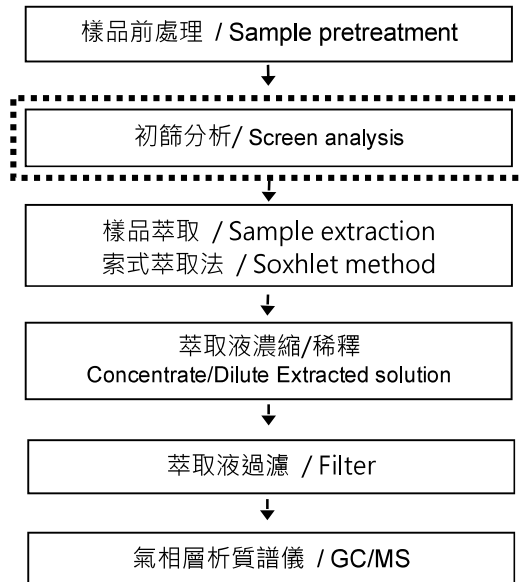 樣品前處理 / Sample pretreatment
初篩分析/ Screen analysis
樣品萃取 / Sample extraction
索式萃取法 / Soxhlet method
萃取液濃縮/稀釋
Concentrate/Dilute Extracted solution
萃取液過濾 / Filter
氣相層析質譜儀 / GC/MS